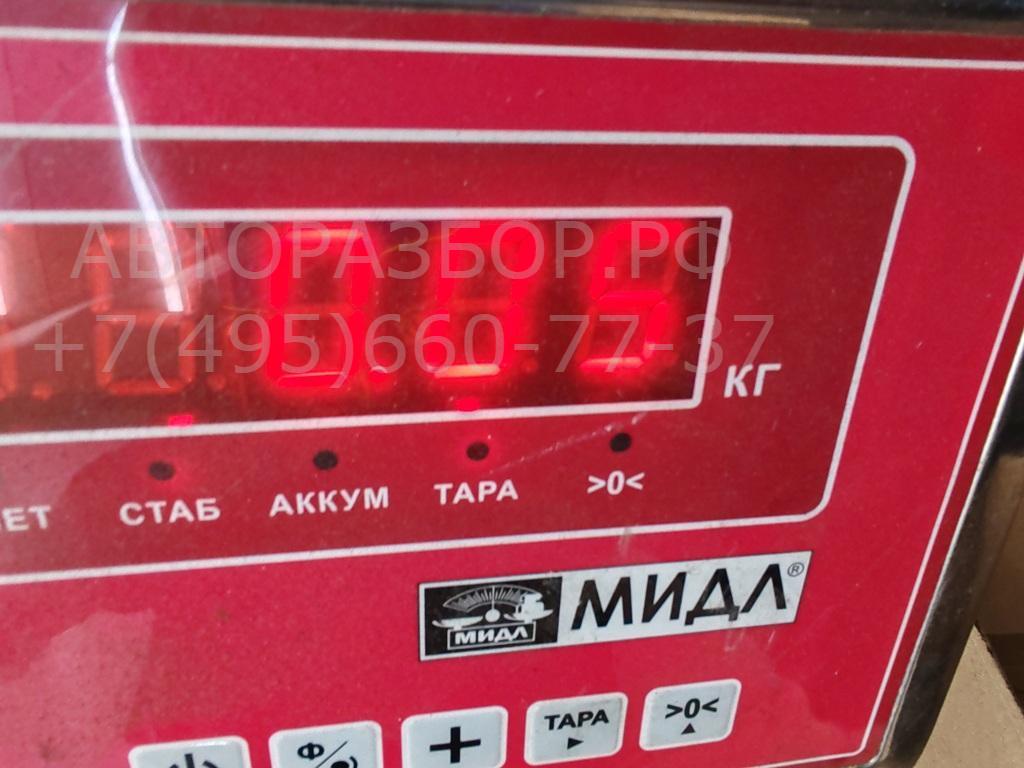 АВТОРАЗБОР.РФ
+7(495)660-77-37
КГ
СТАБ АККУМ ТАРА >0<
МИДЛ МИДЛ®
Ф + ТАРА >0<